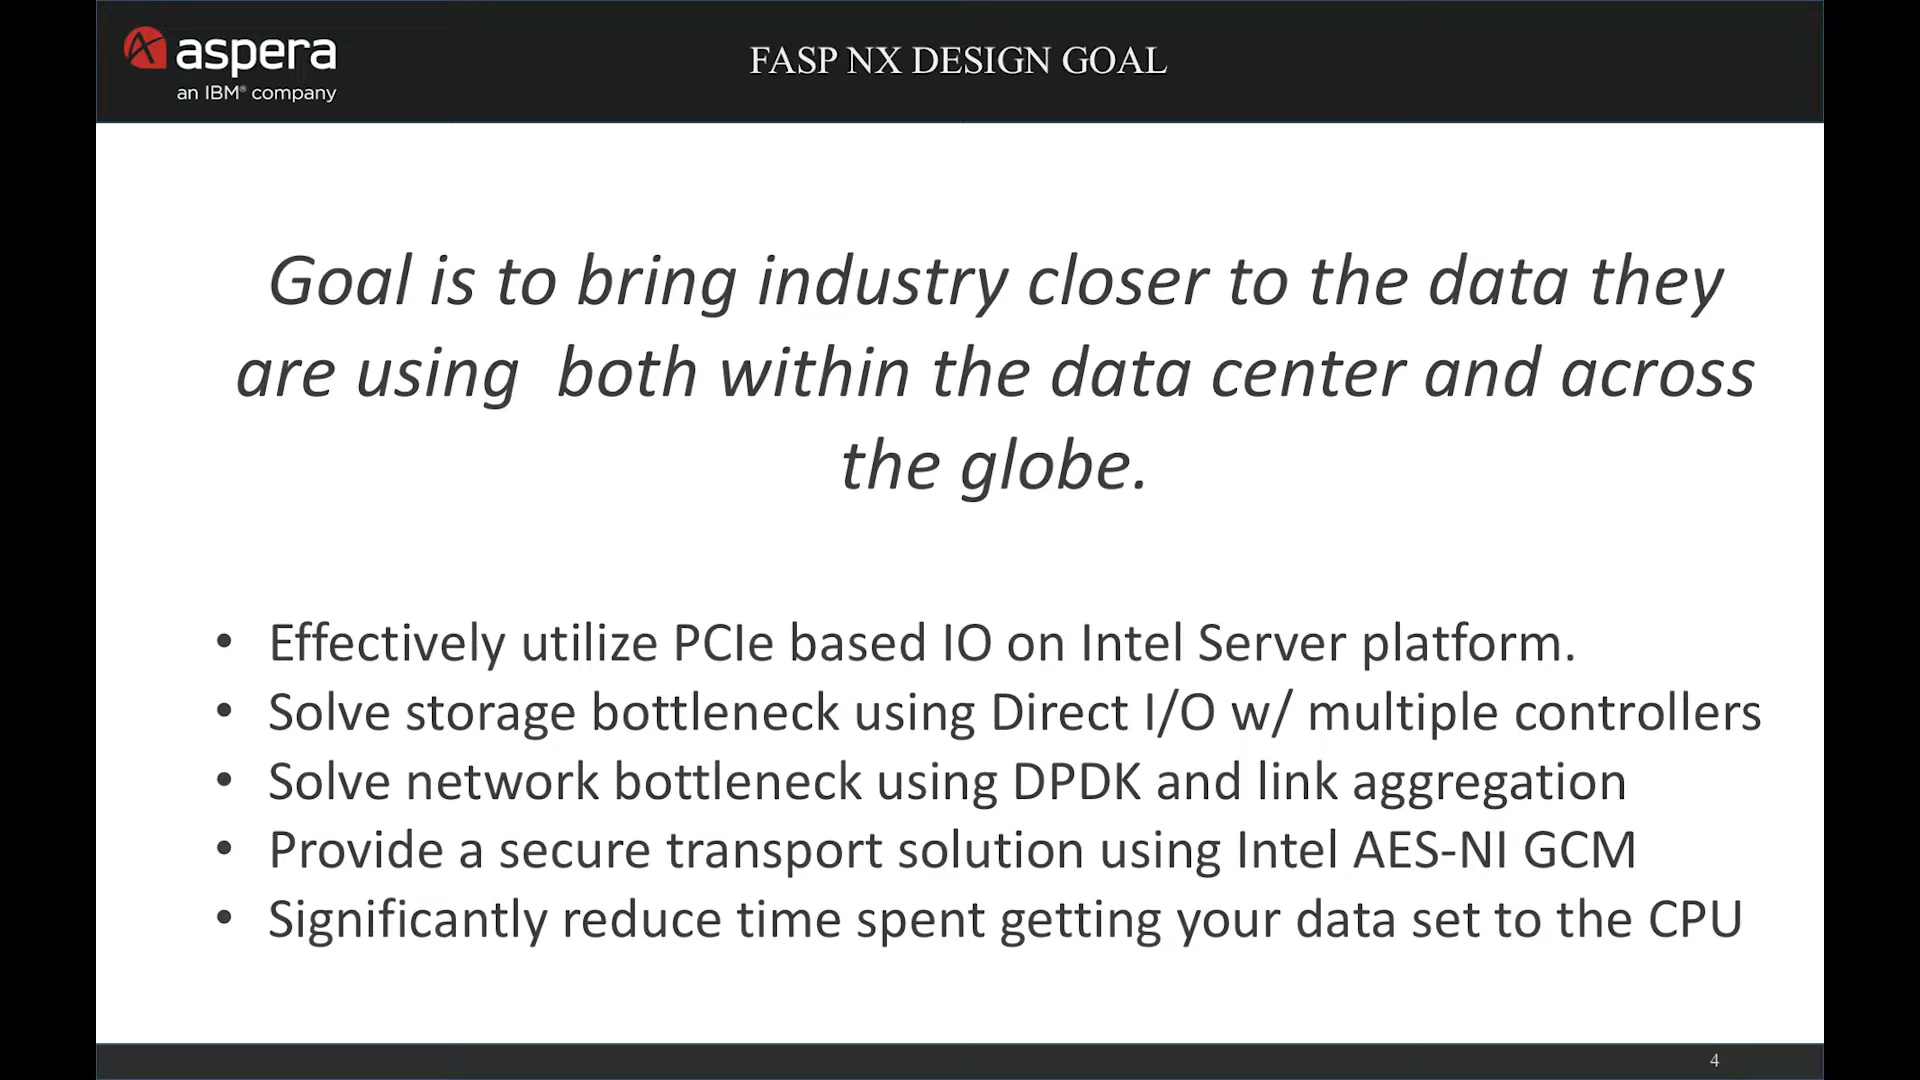 aspera
an IBM® company
FASP NX DESIGN GOAL
Goal is to bring industry closer to the data they
are using  both within the data center and across
the globe.
• Effectively utilize PCIe based IO on Intel Server platform.
• Solve storage bottleneck using Direct I/O w/ multiple controllers
• Solve network bottleneck using DPDK and link aggregation
• Provide a secure transport solution using Intel AES-NI GCM
• Significantly reduce time spent getting your data set to the CPU
4